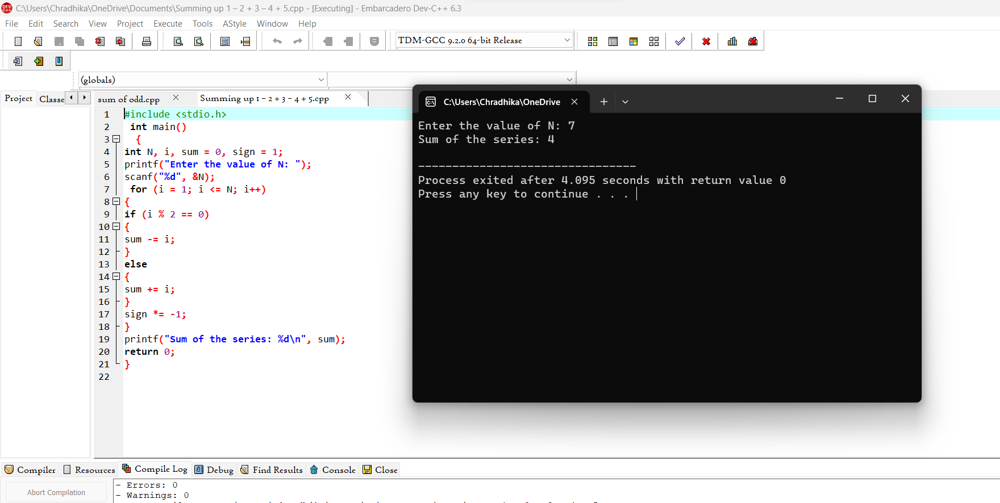 C:\Users\Chradhika\OneDrive\Documents\Summing up 1 – 2 + 3 – 4 + 5.cpp - [Executing] - Embarcadero Dev-C++ 6.3
File Edit Search View Project Execute Tools AStyle Window Help
TDM-GCC 9.2.0 64-bit Release
(globals)
Project Classe
sum of odd.cpp
Summing up 1 – 2 + 3 – 4 + 5.cpp
1 #include <stdio.h>
2 int main()
3 {
4 int N, i, sum = 0, sign = 1;
5 printf("Enter the value of N: ");
6 scanf("%d", &N);
7 for (i = 1; i <= N; i++)
8 {
9 if (i % 2 == 0)
10 {
11 sum -= i;
12 }
13 else
14 {
15 sum += i;
16 }
17 sign *= -1;
18 }
19 printf("Sum of the series: %d\n", sum);
20 return 0;
21 }
22
C:\Users\Chradhika\OneDrive
Enter the value of N: 7
Sum of the series: 4
--------------------------------
Process exited after 4.095 seconds with return value 0
Press any key to continue . . .
Compiler Resources Compile Log Debug Find Results Console Close
Abort Compilation
- Errors: 0
- Warnings: 0